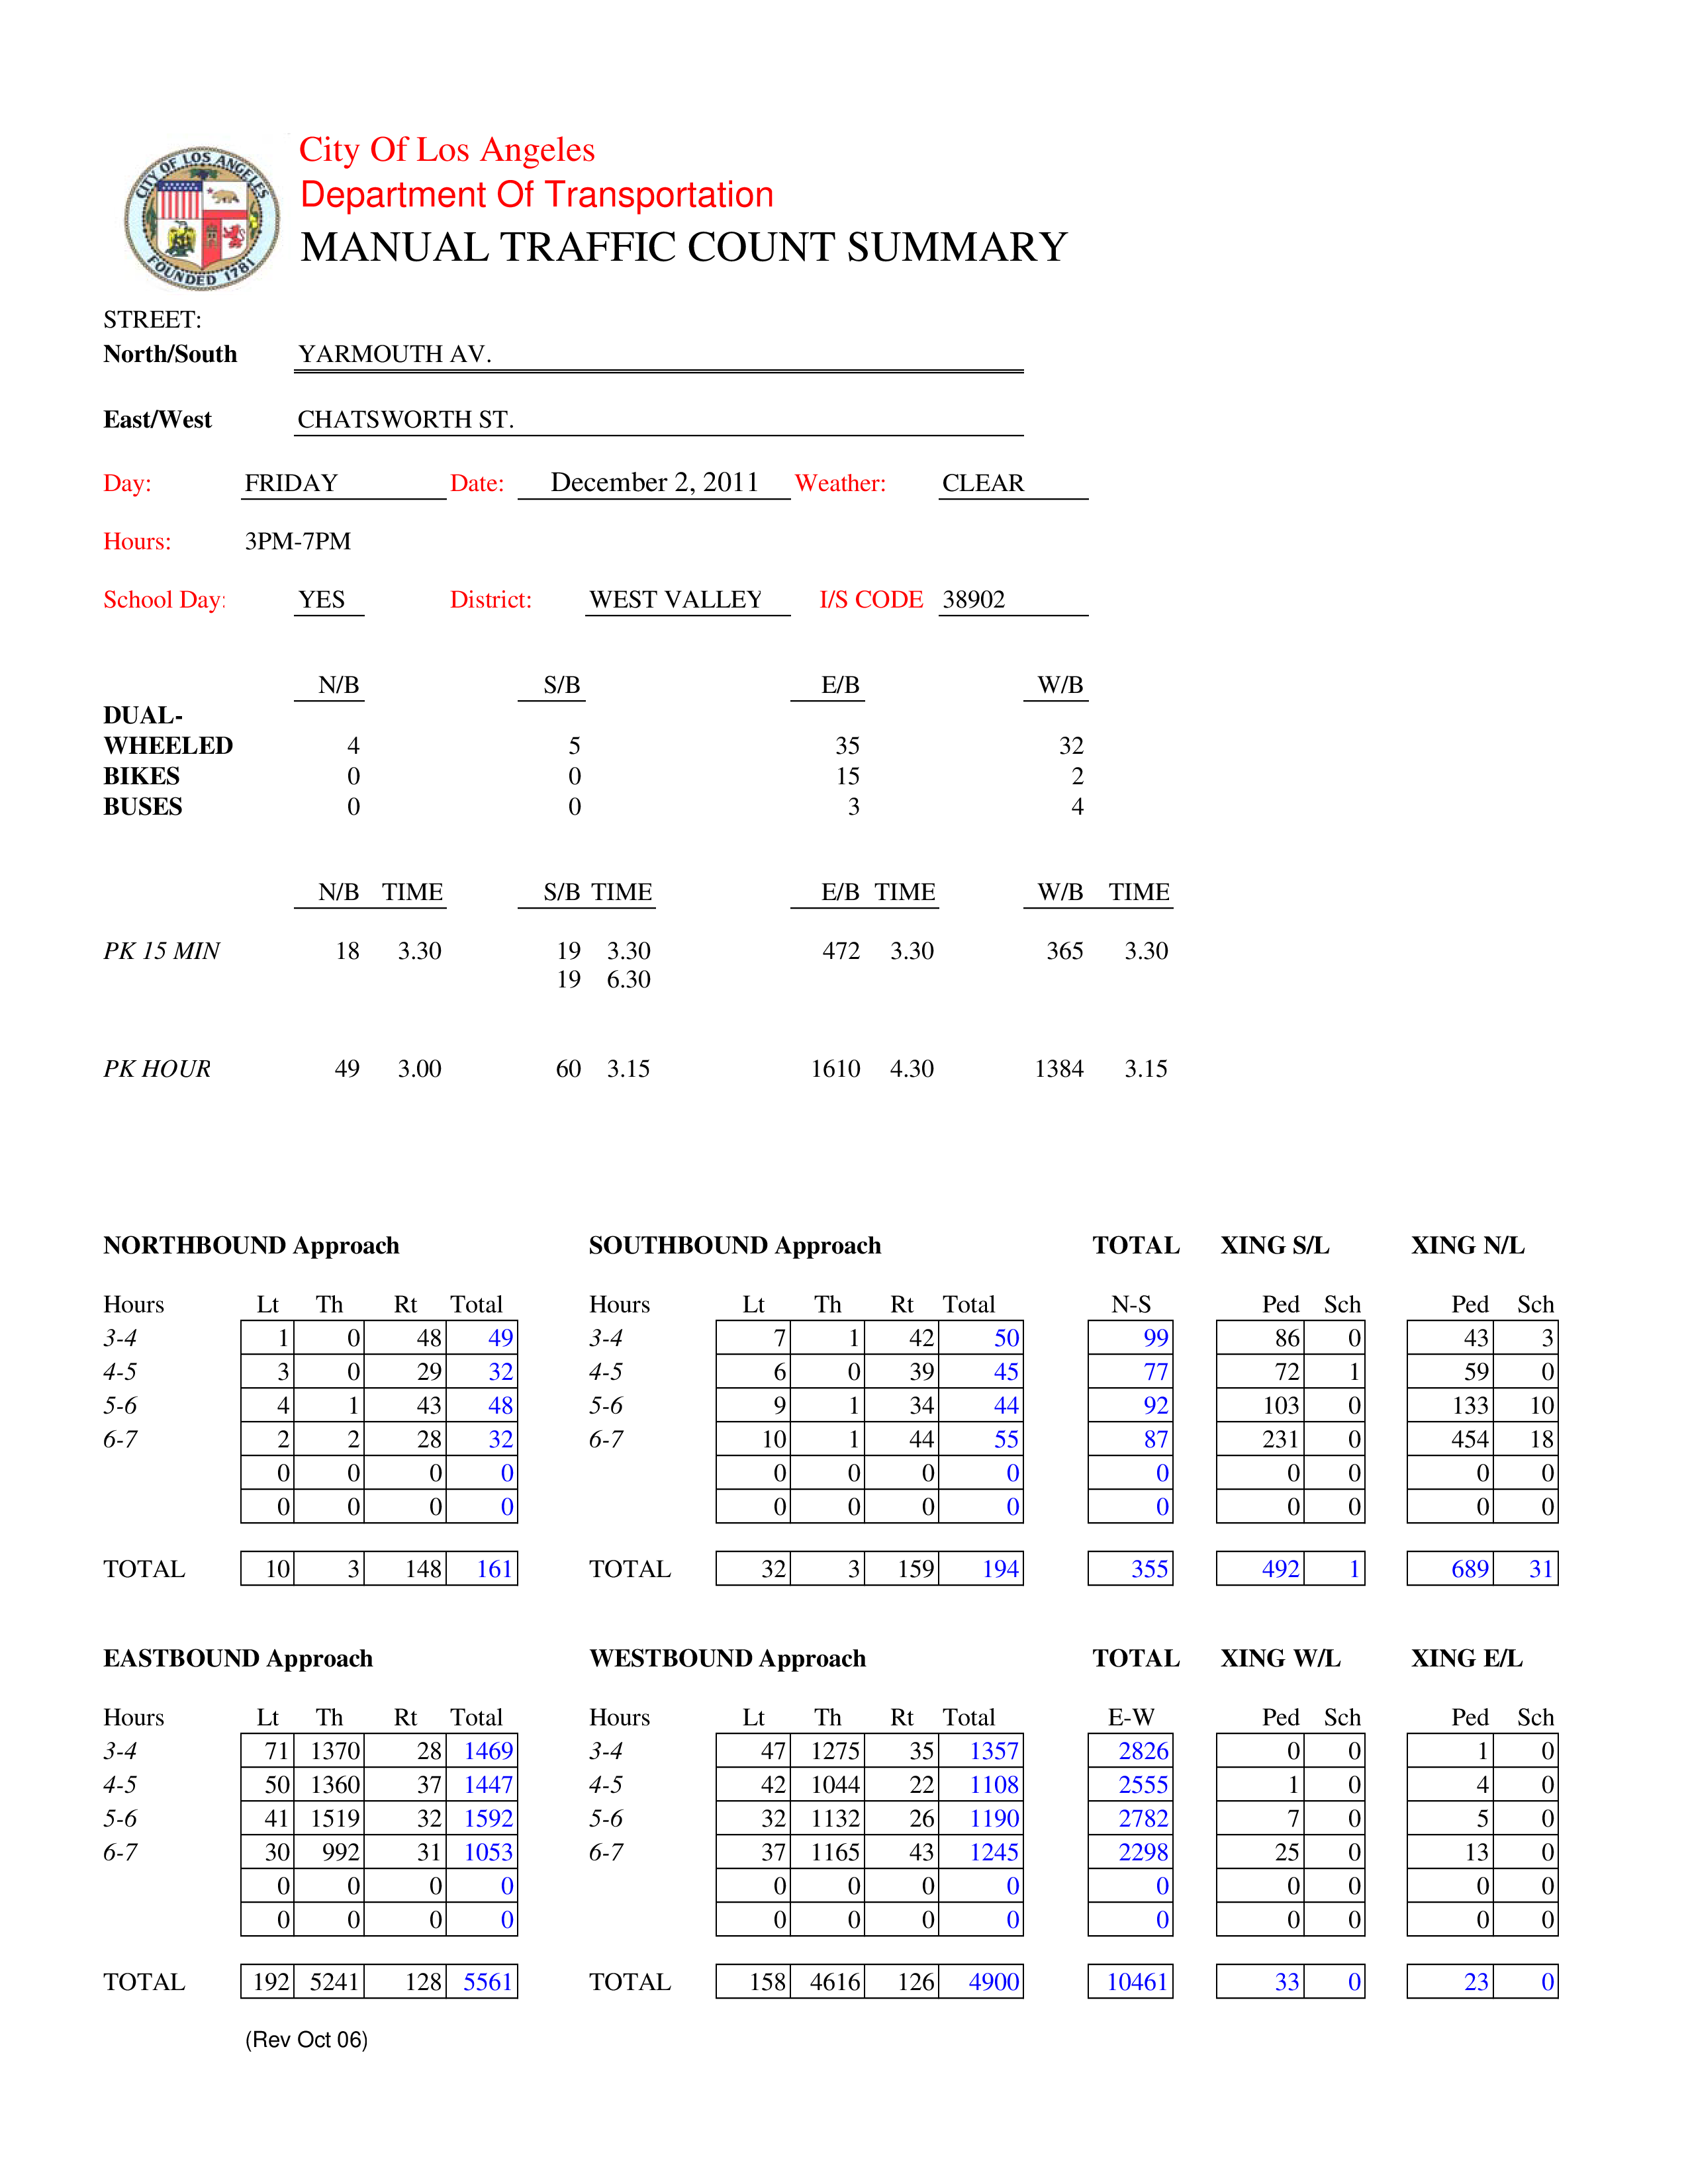 CITY OF LOS ANGELES
FOUNDED 1781
City Of Los Angeles
Department Of Transportation
MANUAL TRAFFIC COUNT SUMMARY
STREET:
North/South YARMOUTH AV.
East/West CHATSWORTH ST.
Day: FRIDAY Date: December 2, 2011 Weather: CLEAR
Hours: 3PM-7PM
School Day: YES District: WEST VALLEY I/S CODE 38902
N/B S/B E/B W/B
DUAL-
WHEELED 4 5 35 32
BIKES 0 0 15 2
BUSES 0 0 3 4
N/B TIME S/B TIME E/B TIME W/B TIME
PK 15 MIN 18 3.30 19 3.30 472 3.30 365 3.30
19 6.30
PK HOUR 49 3.00 60 3.15 1610 4.30 1384 3.15
NORTHBOUND Approach SOUTHBOUND Approach TOTAL XING S/L XING N/L
Hours Lt Th Rt Total Hours Lt Th Rt Total N-S Ped Sch Ped Sch
3-4 1 0 48 49 3-4 7 1 42 50 99 86 0 43 3
4-5 3 0 29 32 4-5 6 0 39 45 77 72 1 59 0
5-6 4 1 43 48 5-6 9 1 34 44 92 103 0 133 10
6-7 2 2 28 32 6-7 10 1 44 55 87 231 0 454 18
0 0 0 0 0 0 0 0 0 0 0 0 0
0 0 0 0 0 0 0 0 0 0 0 0 0
TOTAL 10 3 148 161 TOTAL 32 3 159 194 355 492 1 689 31
EASTBOUND Approach WESTBOUND Approach TOTAL XING W/L XING E/L
Hours Lt Th Rt Total Hours Lt Th Rt Total E-W Ped Sch Ped Sch
3-4 71 1370 28 1469 3-4 47 1275 35 1357 2826 0 0 1 0
4-5 50 1360 37 1447 4-5 42 1044 22 1108 2555 1 0 4 0
5-6 41 1519 32 1592 5-6 32 1132 26 1190 2782 7 0 5 0
6-7 30 992 31 1053 6-7 37 1165 43 1245 2298 25 0 13 0
0 0 0 0 0 0 0 0 0 0 0 0 0
0 0 0 0 0 0 0 0 0 0 0 0 0
TOTAL 192 5241 128 5561 TOTAL 158 4616 126 4900 10461 33 0 23 0
(Rev Oct 06)